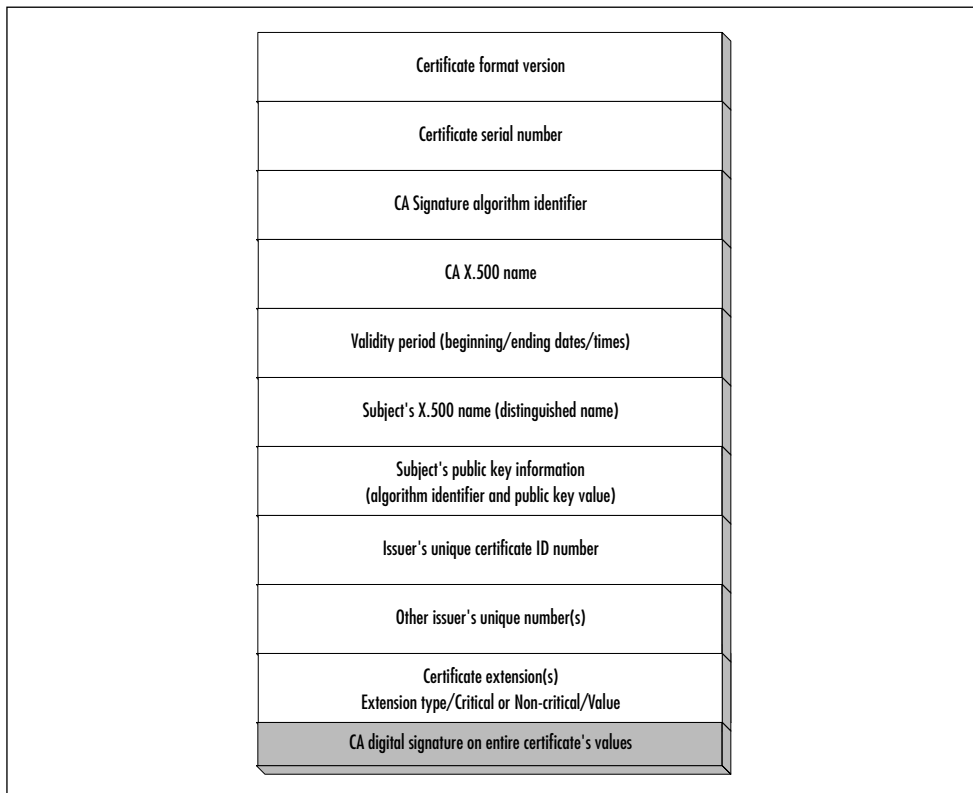 Certificate format version
Certificate serial number
CA Signature algorithm identifier
CA X.500 name
Validity period (beginning/ending dates/times)
Subject's X.500 name (distinguished name)
Subject's public key information
(algorithm identifier and public key value)
Issuer's unique certificate ID number
Other issuer's unique number(s)
Certificate extension(s)
Extension type/Critical or Non-critical/Value
CA digital signature on entire certificate's values